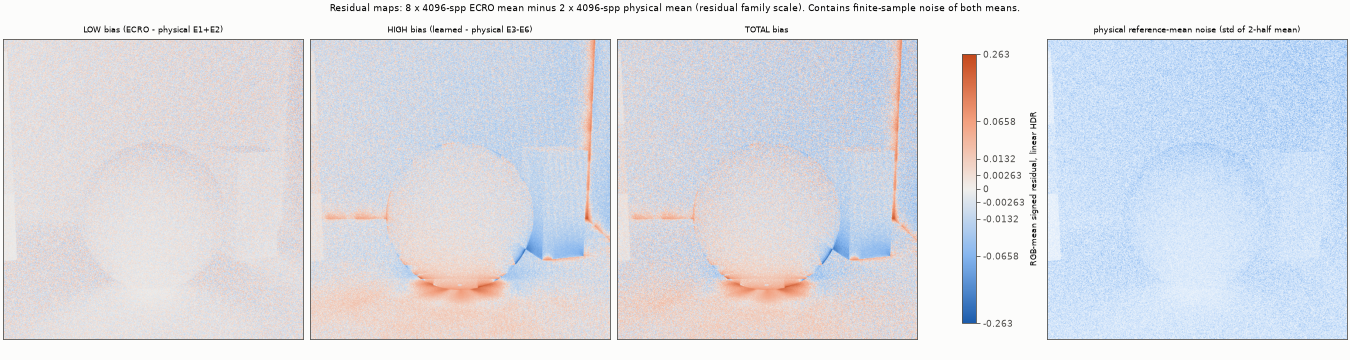 Residual maps: 8 x 4096-spp ECRO mean minus 2 x 4096-spp physical mean (residual family scale). Contains finite-sample noise of both means.
LOW bias (ECRO - physical E1+E2)
HIGH bias (learned - physical E3-E6)
TOTAL bias
physical reference-mean noise (std of 2-half mean)
0.263
0.0658
0.0132
0.00263
0
-0.00263
-0.0132
-0.0658
-0.263
RGB-mean signed residual, linear HDR